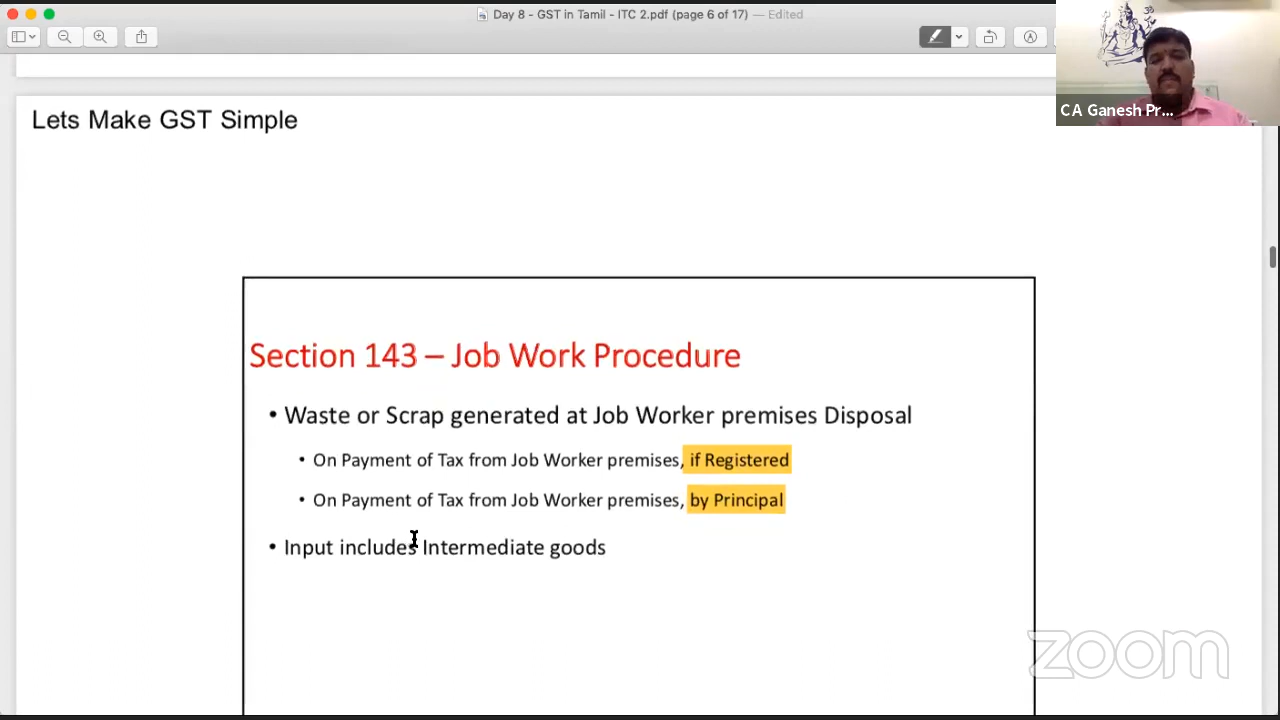 Day 8 - GST in Tamil - ITC 2.pdf (page 6 of 17) — Edited
C A Ganesh Pr...
Lets Make GST Simple
Section 143 – Job Work Procedure
• Waste or Scrap generated at Job Worker premises Disposal
• On Payment of Tax from Job Worker premises, if Registered
• On Payment of Tax from Job Worker premises, by Principal
• Input includes Intermediate goods
zoom